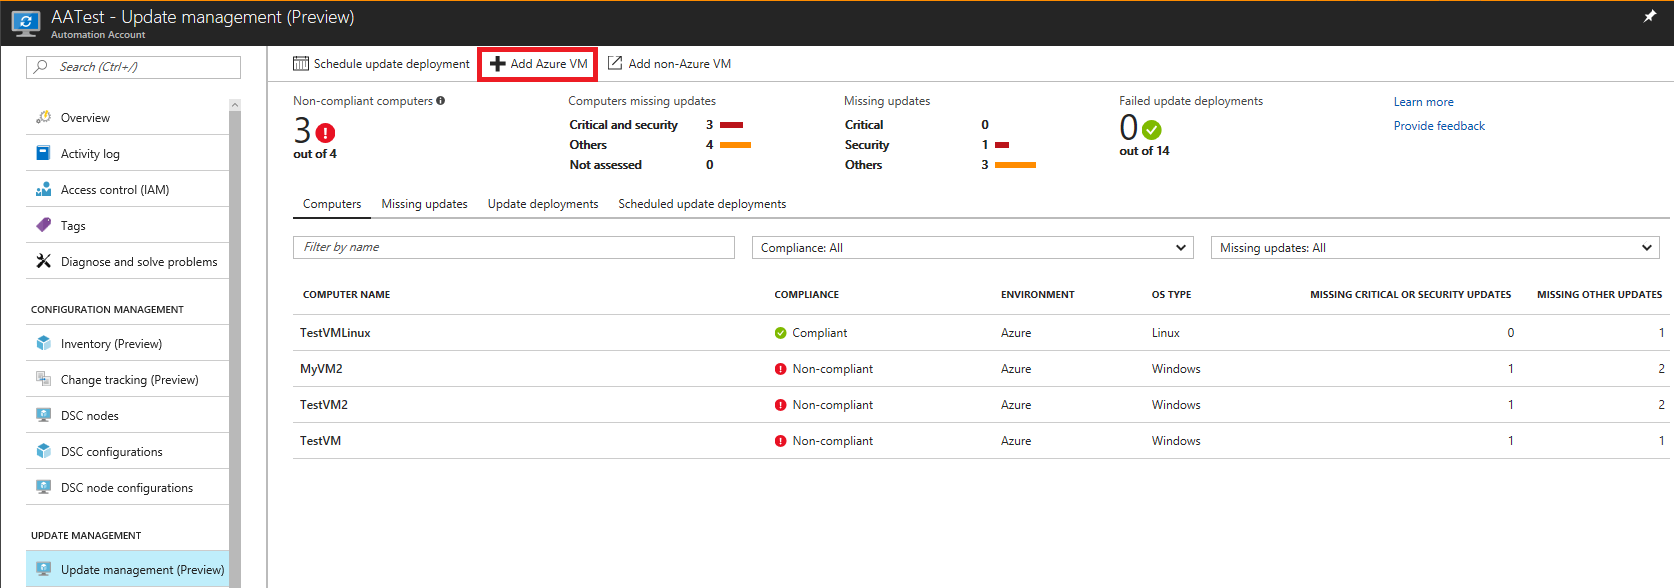 AATest - Update management (Preview)
Automation Account
Search (Ctrl+/)
Overview
Activity log
Access control (IAM)
Tags
Diagnose and solve problems
CONFIGURATION MANAGEMENT
Inventory (Preview)
Change tracking (Preview)
DSC nodes
DSC configurations
DSC node configurations
UPDATE MANAGEMENT
Update management (Preview)
Schedule update deployment Add Azure VM Add non-Azure VM
Non-compliant computers
3
out of 4
Computers missing updates
Critical and security 3
Others 4
Not assessed 0
Missing updates
Critical 0
Security 1
Others 3
Failed update deployments
0
out of 14
Learn more
Provide feedback
Computers Missing updates Update deployments Scheduled update deployments
Filter by name Compliance: All Missing updates: All
COMPUTER NAME COMPLIANCE ENVIRONMENT OS TYPE MISSING CRITICAL OR SECURITY UPDATES MISSING OTHER UPDATES
TestVMLinux Compliant Azure Linux 0 1
MyVM2 Non-compliant Azure Windows 1 2
TestVM2 Non-compliant Azure Windows 1 2
TestVM Non-compliant Azure Windows 1 1